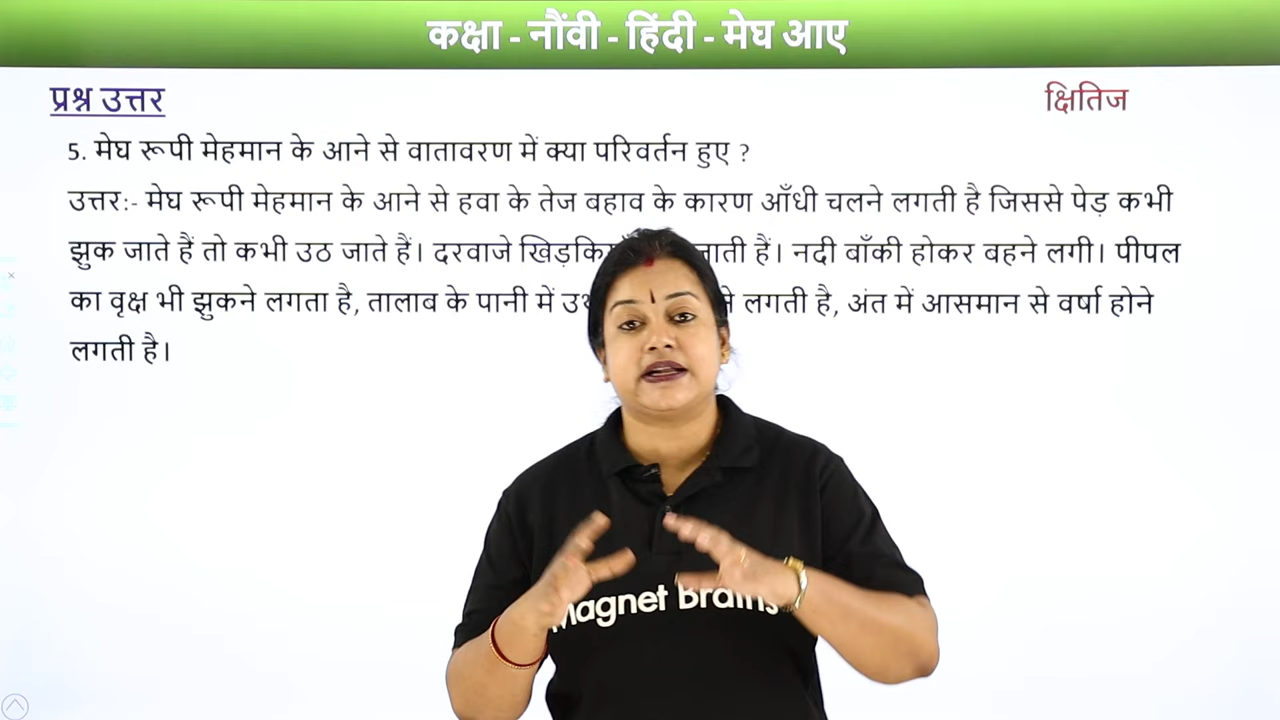 कक्षा - नौंवी - हिंदी - मेघ आए
प्रश्न उत्तर
क्षितिज
5. मेघ रूपी मेहमान के आने से वातावरण में क्या परिवर्तन हुए ?
उत्तर:- मेघ रूपी मेहमान के आने से हवा के तेज बहाव के कारण आँधी चलने लगती है जिससे पेड़ कभी
झुक जाते हैं तो कभी उठ जाते हैं। दरवाजे जाती हैं। नदी बाँकी होकर बहने लगी। पीपल
का वृक्ष भी झुकने लगता है, तालाब के पानी में लगती है, अंत में आसमान से वर्षा होने
लगती है।
Magnet Brains